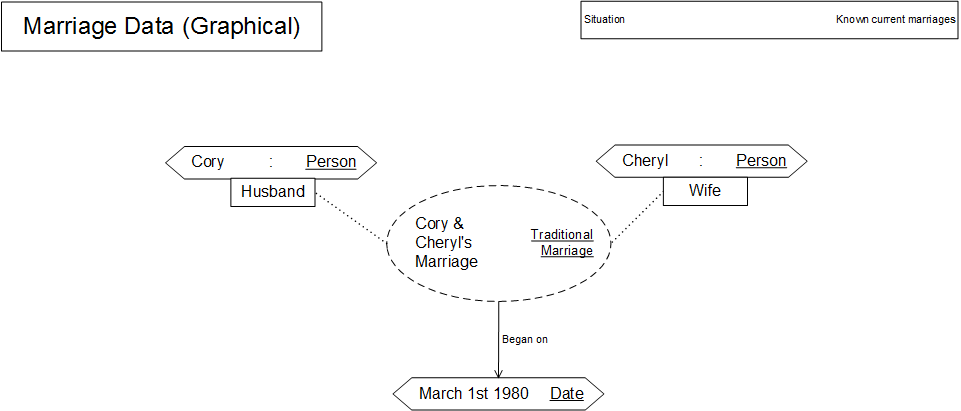 Marriage Data (Graphical)
Situation Known current marriages
Cory : Person
Cheryl : Person
Husband
Wife
Cory &
Cheryl's
Marriage
Traditional
Marriage
Began on
March 1st 1980 Date